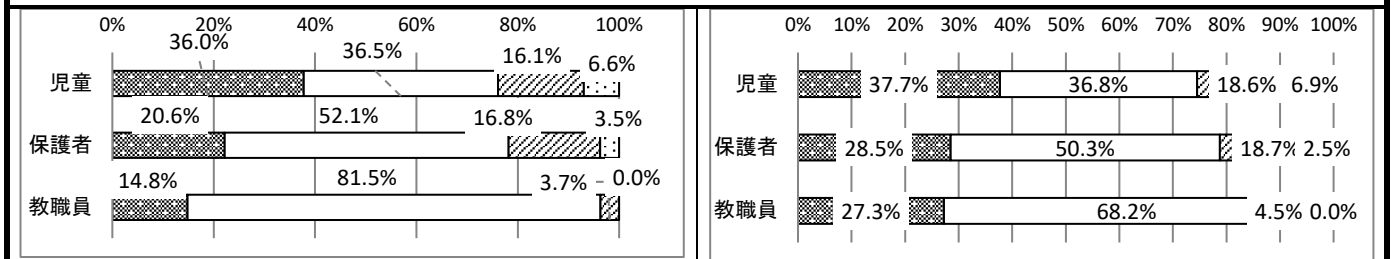 0% 20% 40% 60% 80% 100%
36.0% 36.5% 16.1% 6.6%
児童
20.6% 52.1% 16.8% 3.5%
保護者
14.8% 81.5% 3.7% 0.0%
教職員
0% 10% 20% 30% 40% 50% 60% 70% 80% 90% 100%
児童 37.7% 36.8% 18.6% 6.9%
保護者 28.5% 50.3% 18.7% 2.5%
教職員 27.3% 68.2% 4.5% 0.0%